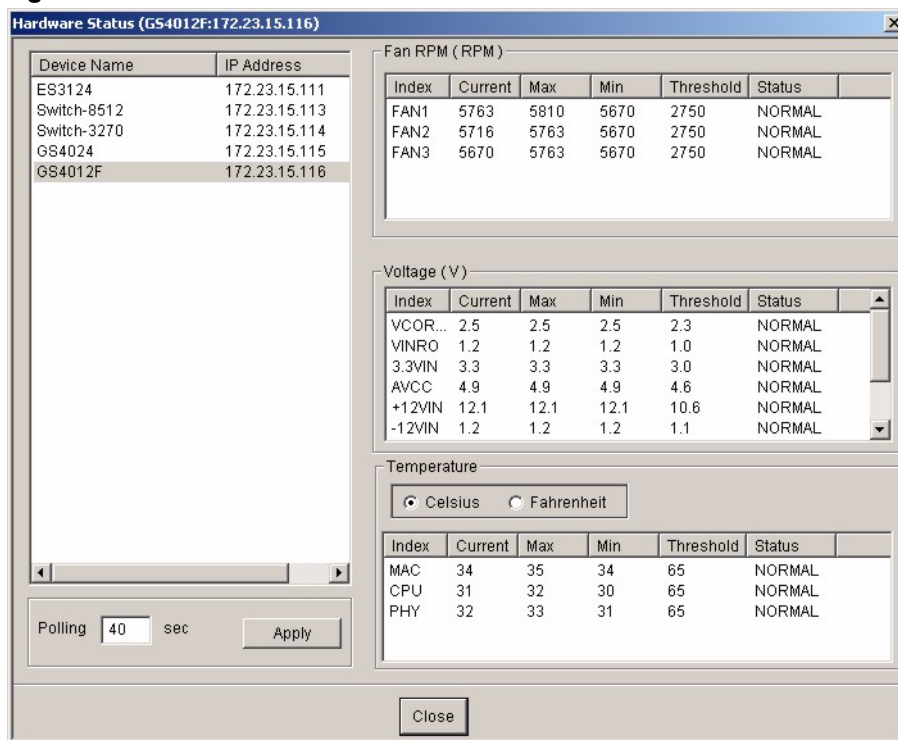 Hardware Status (GS4012F:172.23.15.116)
Device Name IP Address
ES3124 172.23.15.111
Switch-8512 172.23.15.113
Switch-3270 172.23.15.114
GS4024 172.23.15.115
GS4012F 172.23.15.116
Polling 40 sec Apply
Fan RPM ( RPM )
Index Current Max Min Threshold Status
FAN1 5763 5810 5670 2750 NORMAL
FAN2 5716 5763 5670 2750 NORMAL
FAN3 5670 5763 5670 2750 NORMAL
Voltage ( V )
Index Current Max Min Threshold Status
VCOR... 2.5 2.5 2.5 2.3 NORMAL
VINRO 1.2 1.2 1.2 1.0 NORMAL
3.3VIN 3.3 3.3 3.3 3.0 NORMAL
AVCC 4.9 4.9 4.9 4.6 NORMAL
+12VIN 12.1 12.1 12.1 10.6 NORMAL
-12VIN 1.2 1.2 1.2 1.1 NORMAL
Temperature
Celsius Fahrenheit
Index Current Max Min Threshold Status
MAC 34 35 34 65 NORMAL
CPU 31 32 30 65 NORMAL
PHY 32 33 31 65 NORMAL
Close